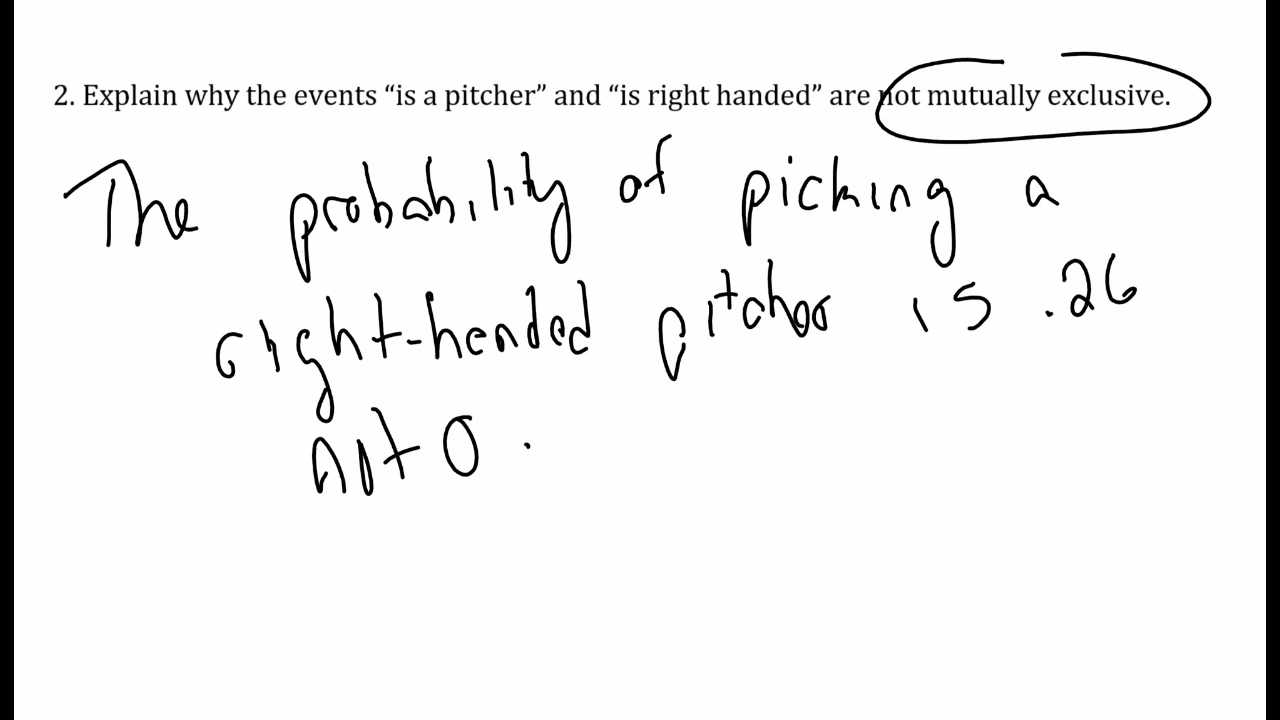 2. Explain why the events “is a pitcher” and “is right handed” are not mutually exclusive.
The probability of picking a
right-handed pitcher is .26
not 0 .